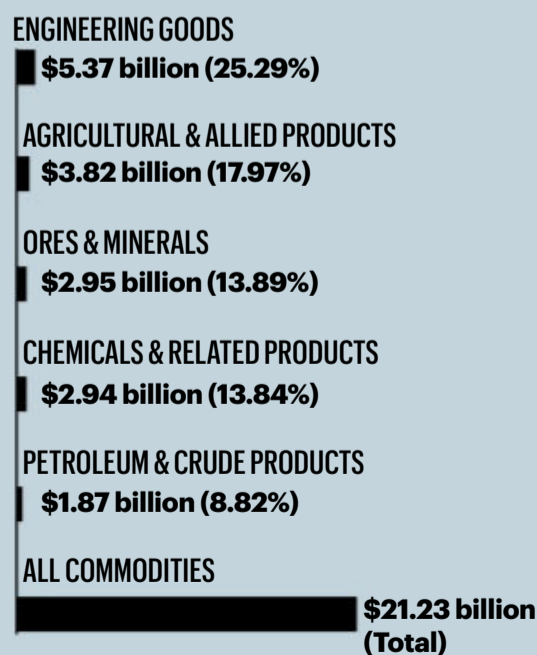 ENGINEERING GOODS
$5.37 billion (25.29%)
AGRICULTURAL & ALLIED PRODUCTS
$3.82 billion (17.97%)
ORES & MINERALS
$2.95 billion (13.89%)
CHEMICALS & RELATED PRODUCTS
$2.94 billion (13.84%)
PETROLEUM & CRUDE PRODUCTS
$1.87 billion (8.82%)
ALL COMMODITIES
$21.23 billion
(Total)